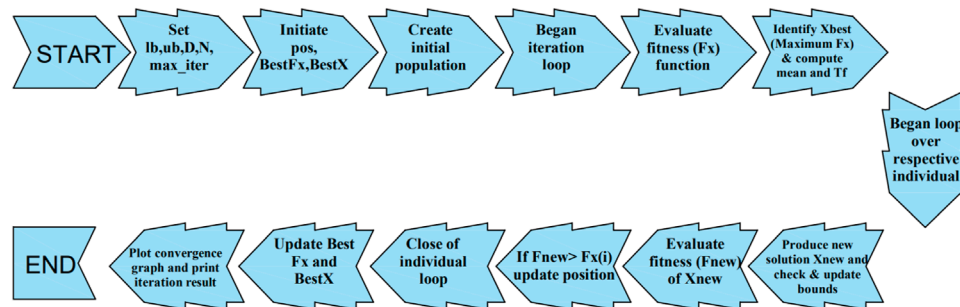 START
Set
lb,ub,D,N,
max_iter
Initiate
pos,
BestFx,BestX
Create
initial
population
Began
iteration
loop
Evaluate
fitness (Fx)
function
Identify Xbest
(Maximum Fx)
& compute
mean and Tf
Began loop
over
respective
individual
Produce new
solution Xnew and
check & update
bounds
Evaluate
fitness (Fnew)
of Xnew
If Fnew> Fx(i)
update position
Close of
individual
loop
Update Best
Fx and
BestX
Plot convergence
graph and print
iteration result
END